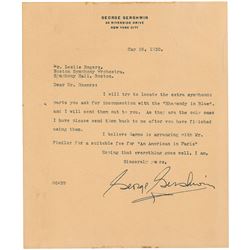 GEORGE GERSHWIN
33 RIVERSIDE DRIVE
NEW YORK CITY
May 26, 1930.
Mr. Leslie Rogers,
Boston Symphony Orchestra,
Symphony Hall, Boston.
Dear Mr. Rogers:
I will try to locate the extra symphonic
parts you ask for in connection with the "Rhapsody in Blue",
and I will send them out to you. As they are the only ones
I have please send them back to me after you have finished
using them.
I believe Harms is arranging with Mr.
Fiedler for a suitable fee for "An American in Paris"
Hoping that everything goes well, I am,
Sincerely yours,
George Gershwin